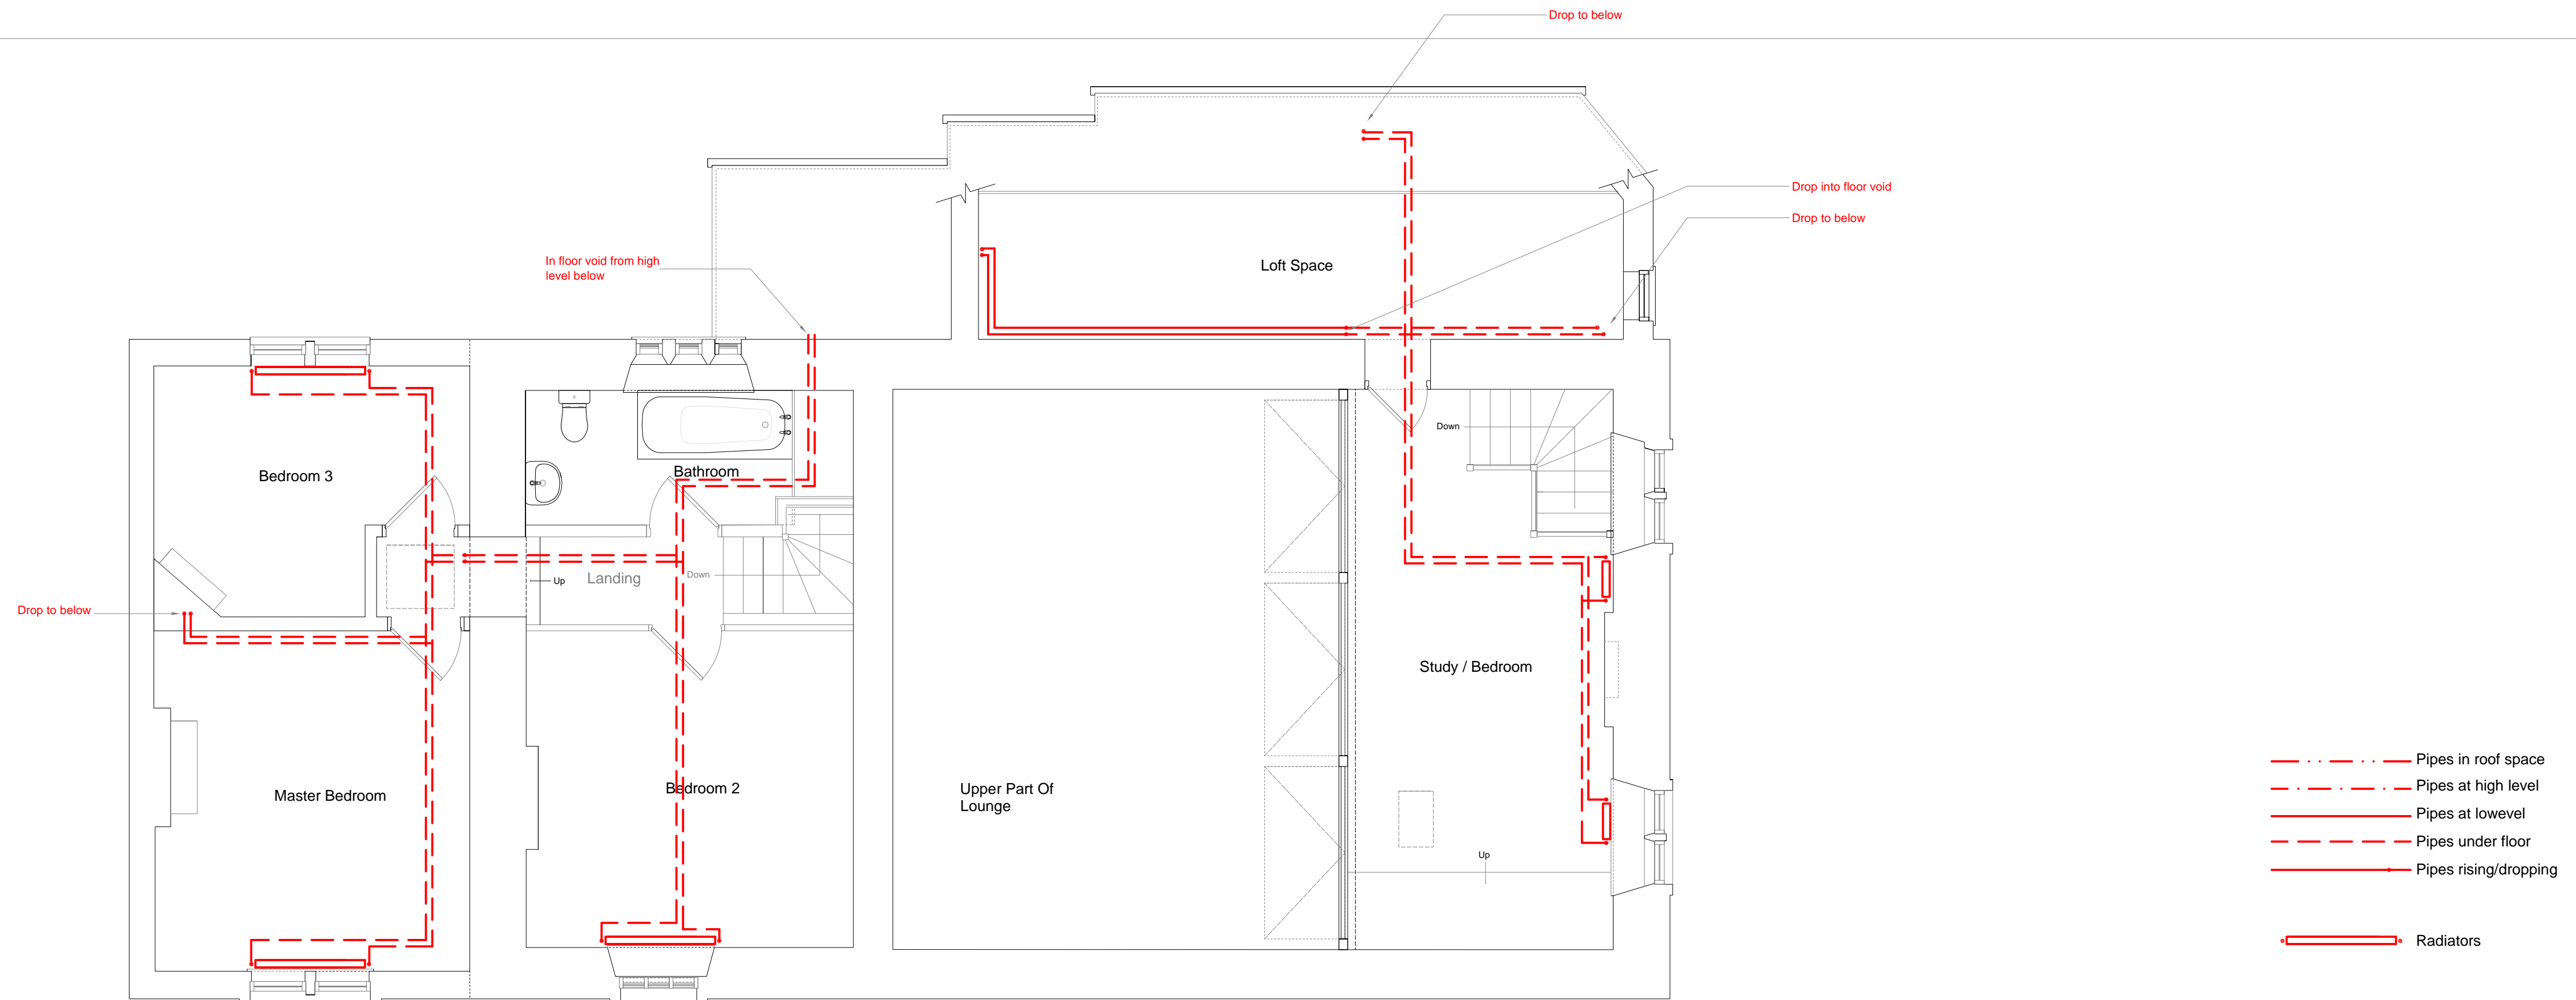 Drop to below
Drop into floor void
Drop to below
In floor void from high
level below
Loft Space
Down
Bedroom 3
Bathroom
Up
Landing
Down
Drop to below
Study / Bedroom
Master Bedroom
Bedroom 2
Upper Part Of
Lounge
Up
Pipes in roof space
Pipes at high level
Pipes at lowevel
Pipes under floor
Pipes rising/dropping
Radiators